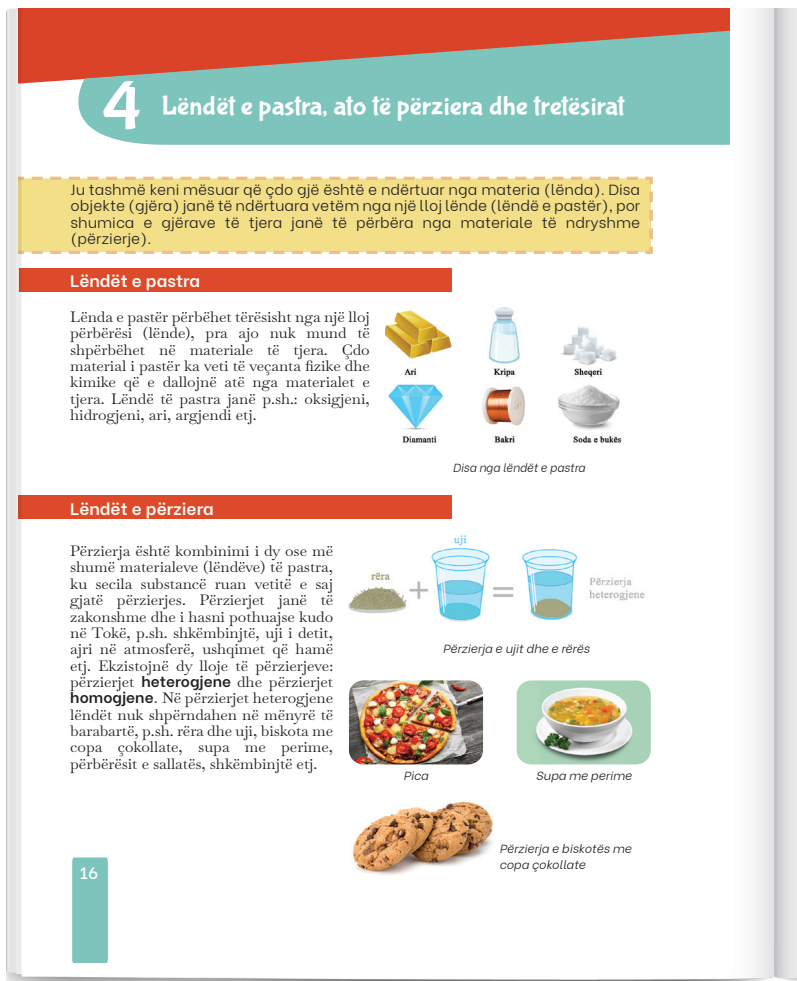 4 Lëndët e pastra, ato të përziera dhe tretësirat
Ju tashmë keni mësuar që çdo gjë është e ndërtuar nga materia (lënda). Disa
objekte (gjëra) janë të ndërtuara vetëm nga një lloj lënde (lëndë e pastër), por
shumica e gjërave të tjera janë të përbëra nga materiale të ndryshme
(përzierje).
Lëndët e pastra
Lënda e pastër përbëhet tërësisht nga një lloj
përbërësi (lënde), pra ajo nuk mund të
shpërbëhet në materiale të tjera. Çdo
material i pastër ka veti të veçanta fizike dhe
kimike që e dallojnë atë nga materialet e
tjera. Lëndë të pastra janë p.sh.: oksigjeni,
hidrogjeni, ari, argjendi etj.
Ari
Kripa
Sheqeri
Diamanti
Bakri
Soda e bukës
Disa nga lëndët e pastra
Lëndët e përziera
Përzierja është kombinimi i dy ose më
shumë materialeve (lëndëve) të pastra,
ku secila substancë ruan vetitë e saj
gjatë përzierjes. Përzierjet janë të
zakonshme dhe i hasni pothuajse kudo
në Tokë, p.sh. shkëmbinjtë, uji i detit,
ajri në atmosferë, ushqimet që hamë
etj. Ekzistojnë dy lloje të përzierjeve:
përzierjet heterogjene dhe përzierjet
homogjene. Në përzierjet heterogjene
lëndët nuk shpërndahen në mënyrë të
barabartë, p.sh. rëra dhe uji, biskota me
copa çokollate, supa me perime,
përbërësit e sallatës, shkëmbinjtë etj.
uji
rëra
+
=
Përzierja
heterogjene
Përzierja e ujit dhe e rërës
Pica
Supa me perime
Përzierja e biskotës me
copa çokollate
16